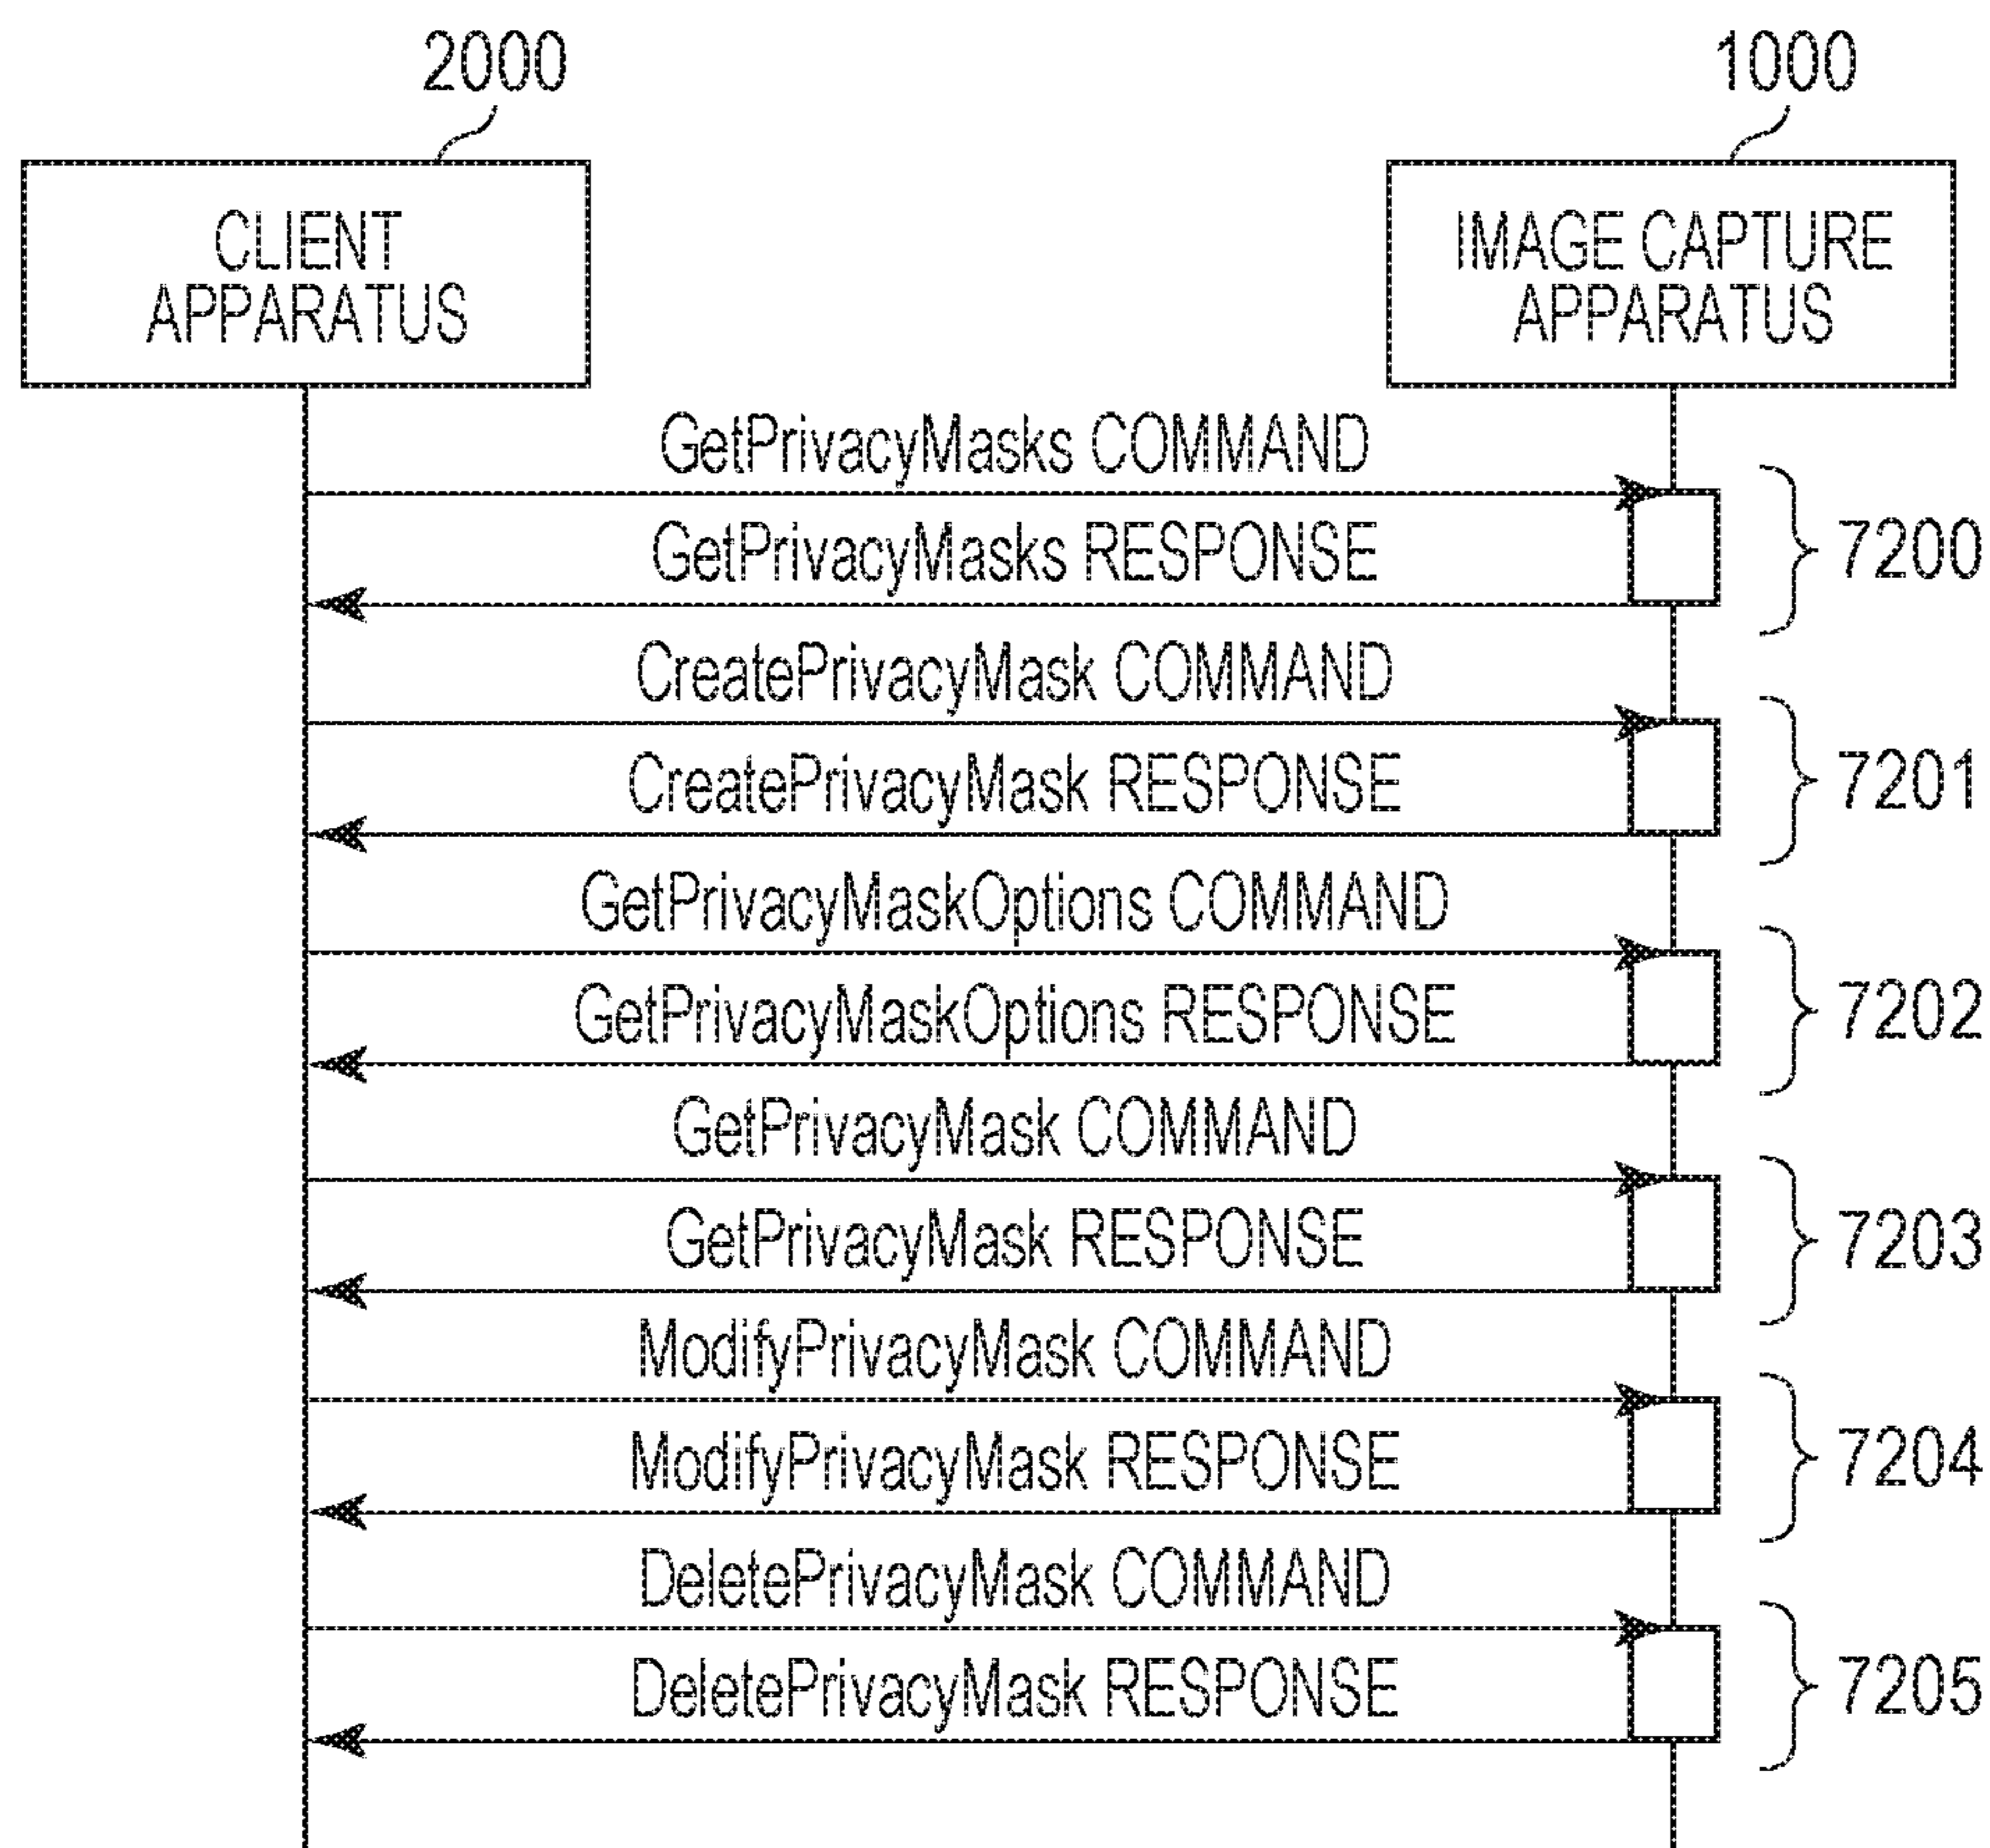 2000
1000
CLIENT
APPARATUS
IMAGE CAPTURE
APPARATUS
GetPrivacyMasks COMMAND
GetPrivacyMasks RESPONSE
7200
CreatePrivacyMask COMMAND
CreatePrivacyMask RESPONSE
7201
GetPrivacyMaskOptions COMMAND
GetPrivacyMaskOptions RESPONSE
7202
GetPrivacyMask COMMAND
GetPrivacyMask RESPONSE
7203
ModifyPrivacyMask COMMAND
ModifyPrivacyMask RESPONSE
7204
DeletePrivacyMask COMMAND
DeletePrivacyMask RESPONSE
7205